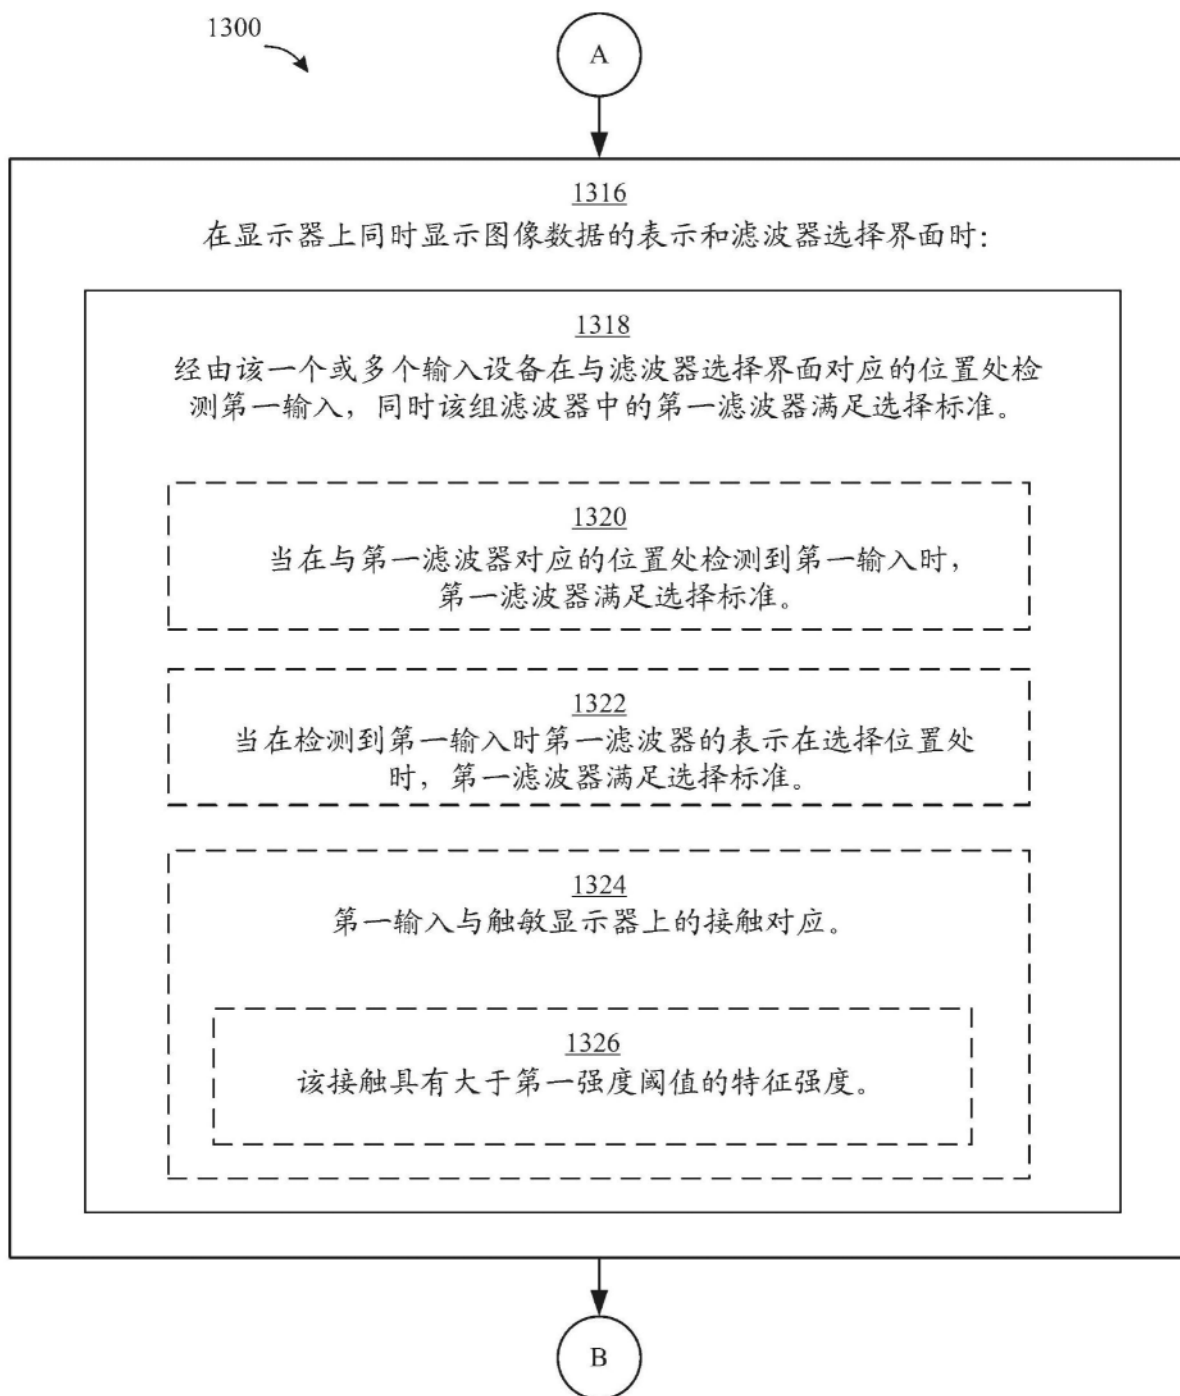 1300
A
1316
在显示器上同时显示图像数据的表示和滤波器选择界面时：
1318
经由该一个或多个输入设备在与滤波器选择界面对应的位置处检
测第一输入，同时该组滤波器中的第一滤波器满足选择标准。
1320
当在与第一滤波器对应的位置处检测到第一输入时，
第一滤波器满足选择标准。
1322
当在检测到第一输入时第一滤波器的表示在选择位置处
时，第一滤波器满足选择标准。
1324
第一输入与触敏显示器上的接触对应。
1326
该接触具有大于第一强度阈值的特征强度。
B